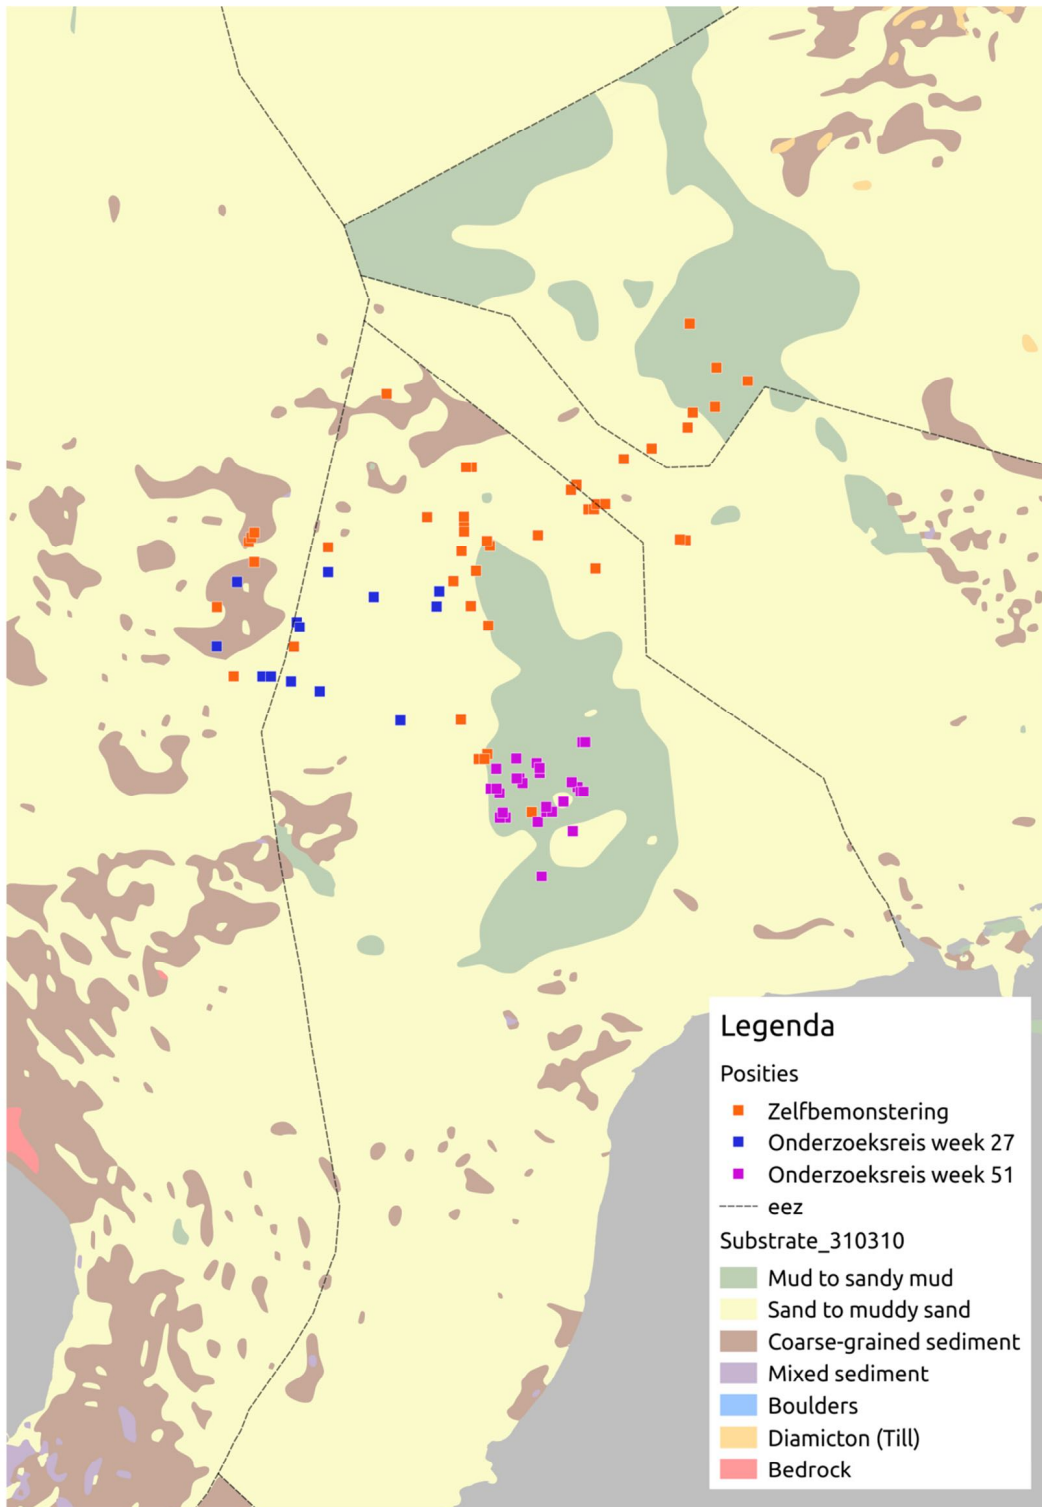 Legenda
Posities
Zelfbemonstering
Onderzoeksreis week 27
Onderzoeksreis week 51
eez
Substrate_310310
Mud to sandy mud
Sand to muddy sand
Coarse-grained sediment
Mixed sediment
Boulders
Diamicton (Till)
Bedrock